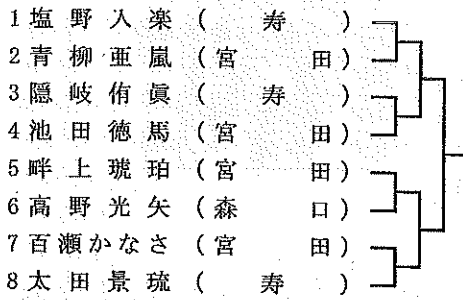 1 塩野入楽 (寿)
2 青柳亜嵐 (宮田)
3 隠岐侑眞 (寿)
4 池田徳馬 (宮田)
5 畔上琥珀 (宮田)
6 高野光矢 (森口)
7 百瀬かなさ (宮田)
8 太田景琉 (寿)